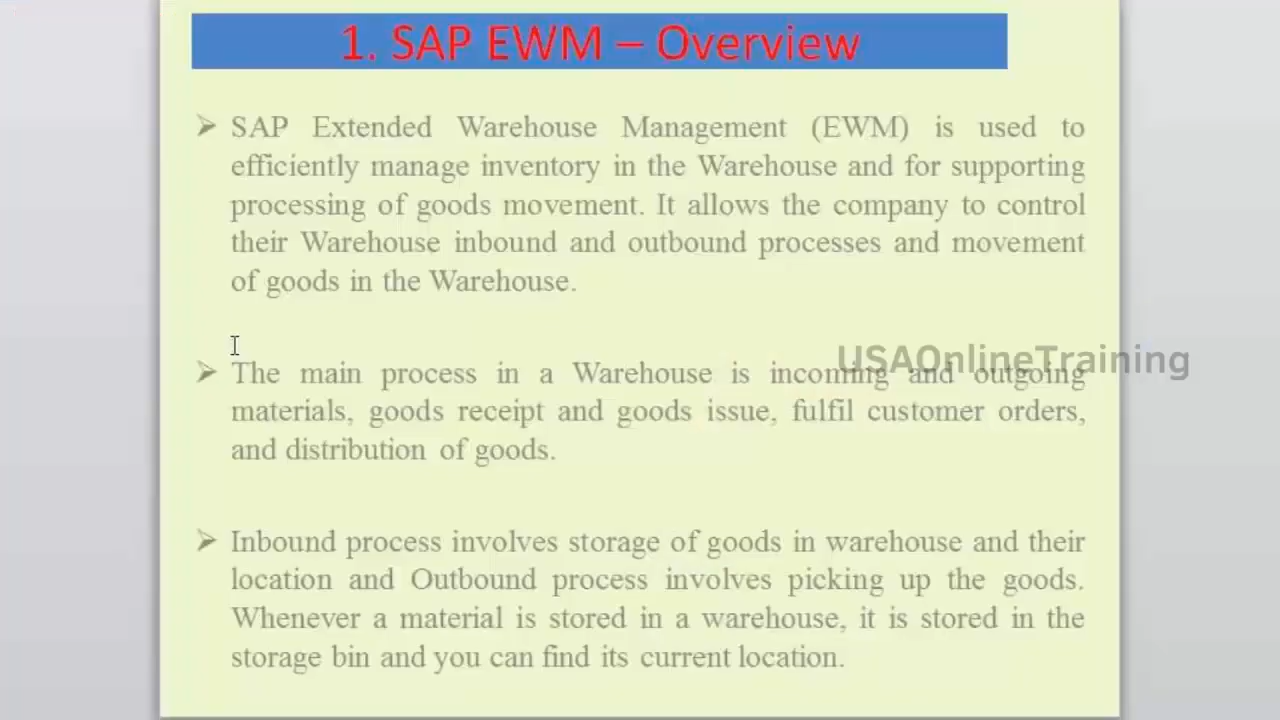 1. SAP EWM – Overview
➢ SAP Extended Warehouse Management (EWM) is used to
efficiently manage inventory in the Warehouse and for supporting
processing of goods movement. It allows the company to control
their Warehouse inbound and outbound processes and movement
of goods in the Warehouse.
USAOnlineTraining
➢ The main process in a Warehouse is incoming and outgoing
materials, goods receipt and goods issue, fulfil customer orders,
and distribution of goods.
➢ Inbound process involves storage of goods in warehouse and their
location and Outbound process involves picking up the goods.
Whenever a material is stored in a warehouse, it is stored in the
storage bin and you can find its current location.